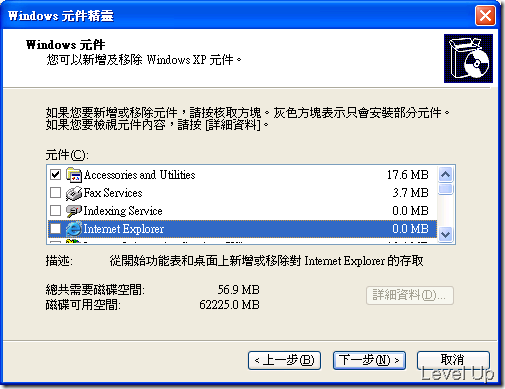 Windows 元件精靈
Windows 元件
您可以新增及移除 Windows XP 元件。
如果您要新增或移除元件，請按核取方塊。灰色方塊表示只會安裝部分元件。
如果您要檢視元件內容，請按 [詳細資料]。
元件(C):
Accessories and Utilities 17.6 MB
Fax Services 3.7 MB
Indexing Service 0.0 MB
Internet Explorer 0.0 MB
描述: 從開始功能表和桌面上新增或移除對 Internet Explorer 的存取
總共需要磁碟空間: 56.9 MB
磁碟可用空間: 62225.0 MB
詳細資料(D)...
< 上一步(B)
下一步(N) >
取消
Level Up